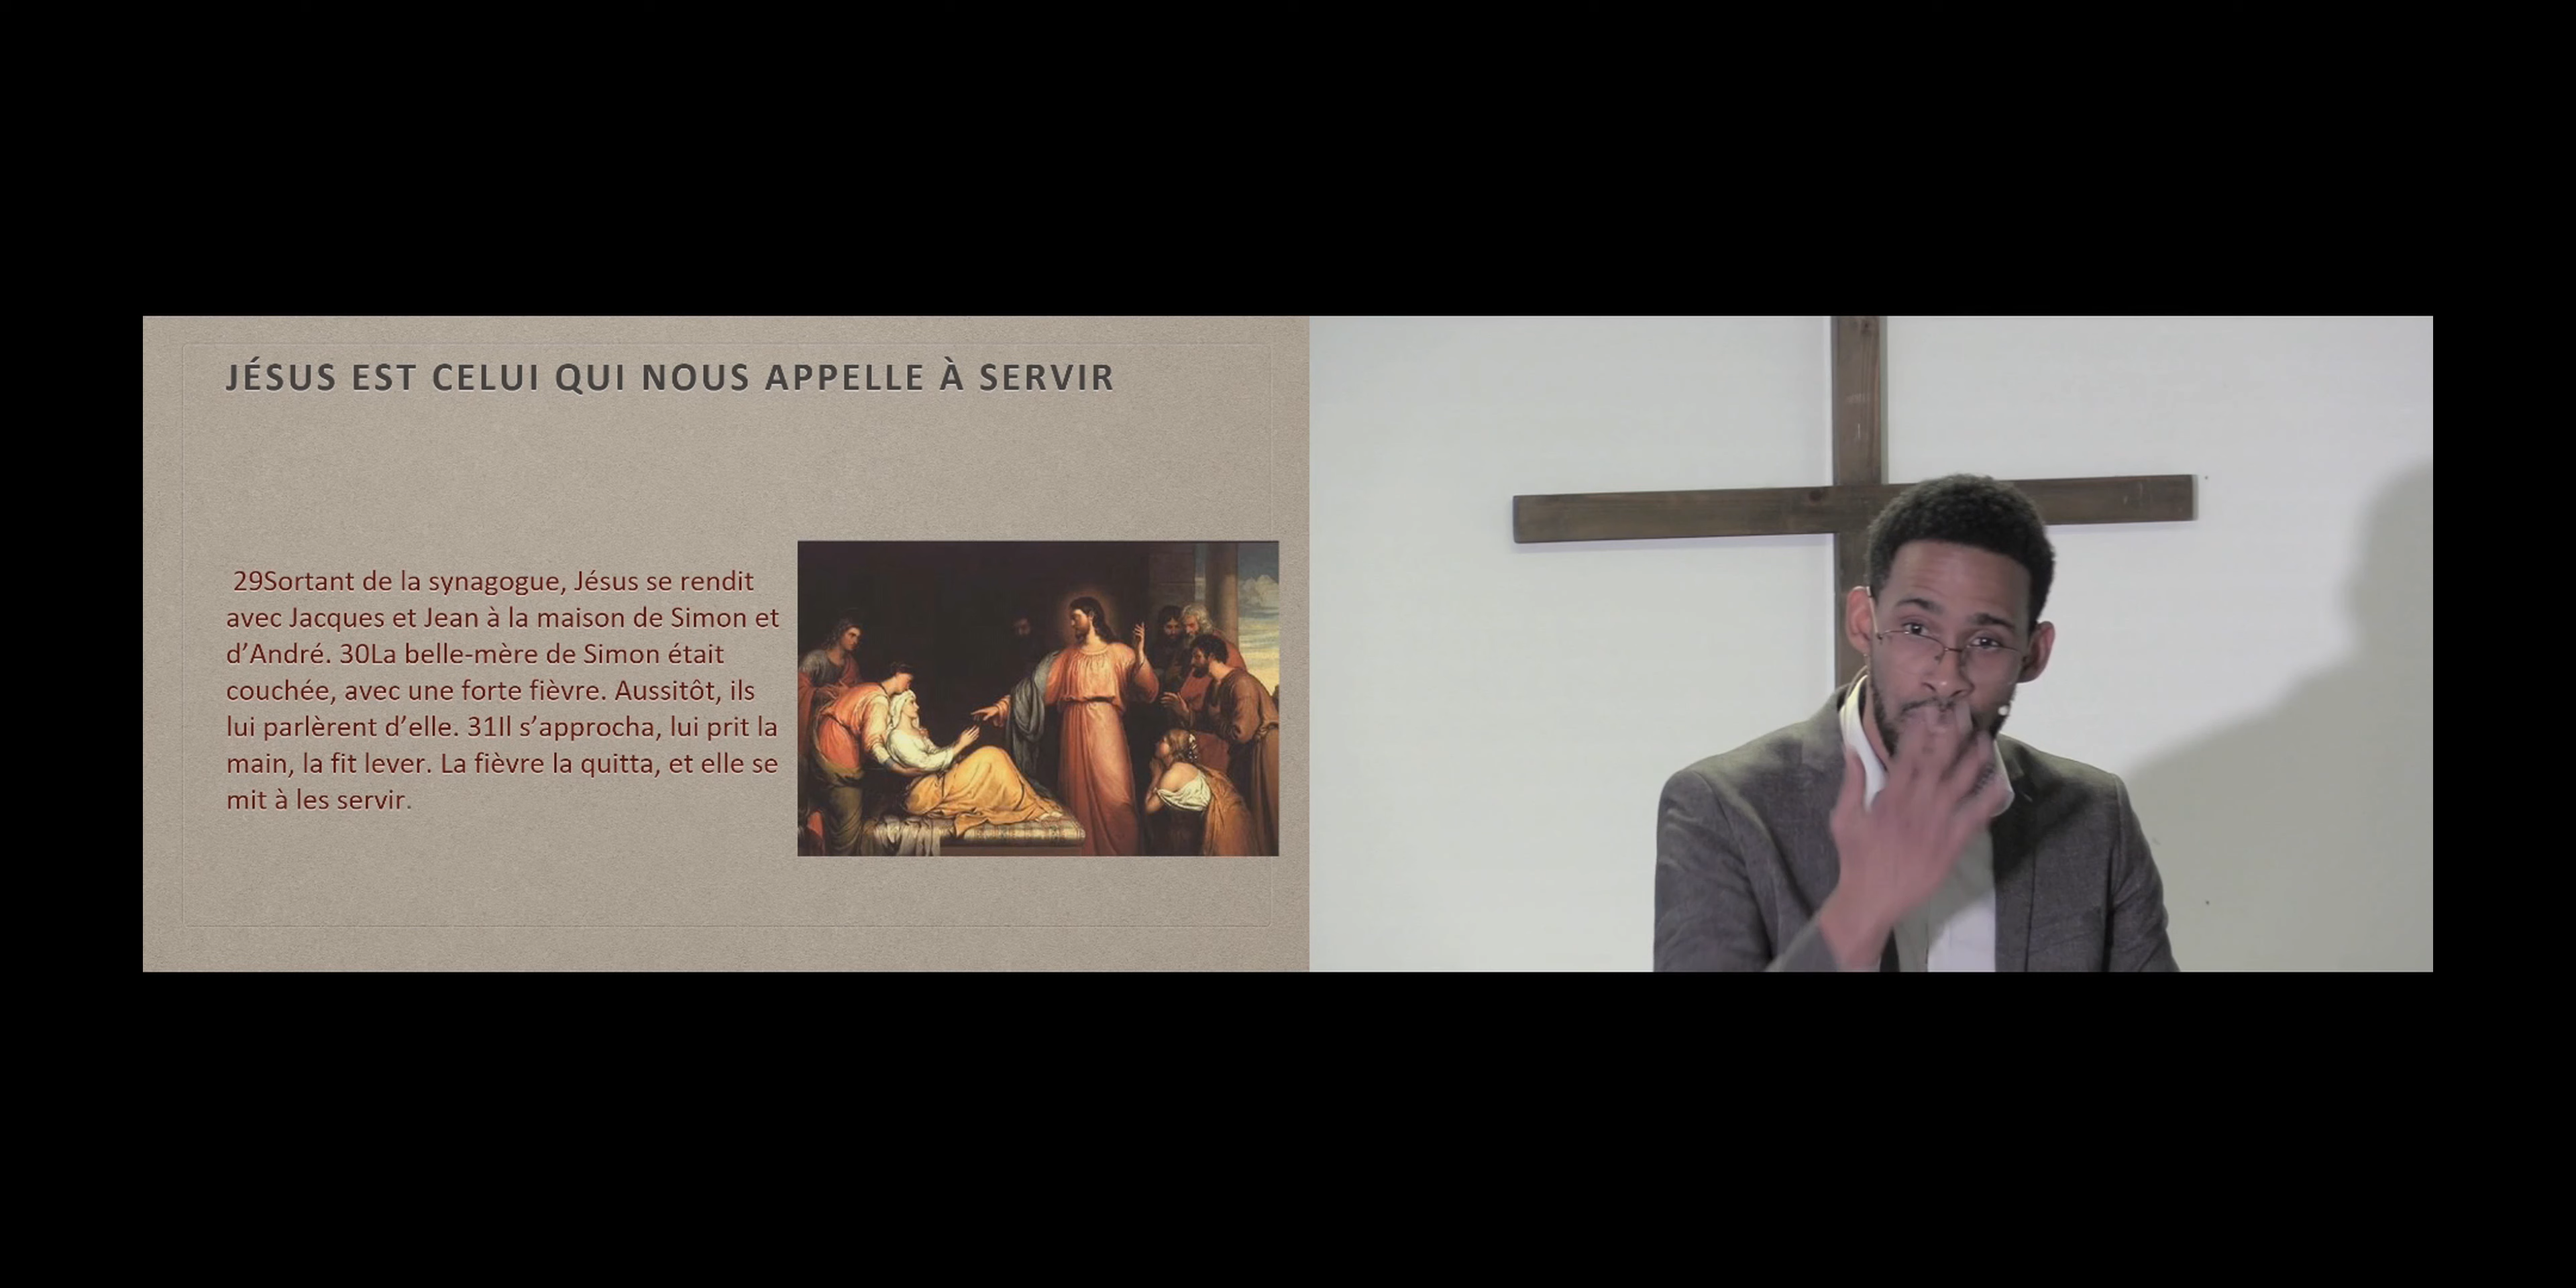 JÉSUS EST CELUI QUI NOUS APPELLE À SERVIR
29Sortant de la synagogue, Jésus se rendit
avec Jacques et Jean à la maison de Simon et
d’André. 30La belle-mère de Simon était
couchée, avec une forte fièvre. Aussitôt, ils
lui parlèrent d’elle. 31Il s’approcha, lui prit la
main, la fit lever. La fièvre la quitta, et elle se
mit à les servir.